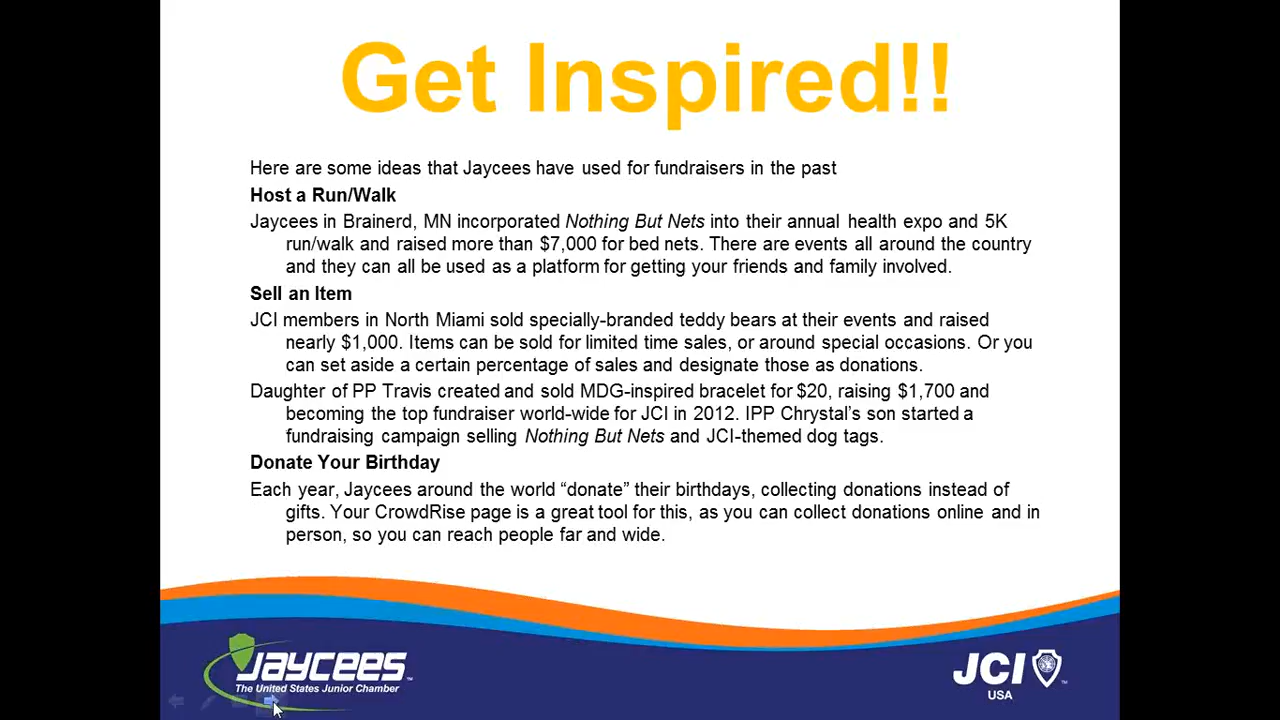 Get Inspired!!
Here are some ideas that Jaycees have used for fundraisers in the past
Host a Run/Walk
Jaycees in Brainerd, MN incorporated Nothing But Nets into their annual health expo and 5K
run/walk and raised more than $7,000 for bed nets. There are events all around the country
and they can all be used as a platform for getting your friends and family involved.
Sell an Item
JCI members in North Miami sold specially-branded teddy bears at their events and raised
nearly $1,000. Items can be sold for limited time sales, or around special occasions. Or you
can set aside a certain percentage of sales and designate those as donations.
Daughter of PP Travis created and sold MDG-inspired bracelet for $20, raising $1,700 and
becoming the top fundraiser world-wide for JCI in 2012. IPP Chrystal’s son started a
fundraising campaign selling Nothing But Nets and JCI-themed dog tags.
Donate Your Birthday
Each year, Jaycees around the world “donate” their birthdays, collecting donations instead of
gifts. Your CrowdRise page is a great tool for this, as you can collect donations online and in
person, so you can reach people far and wide.
Jaycees™
The United States Junior Chamber
JCI™
USA